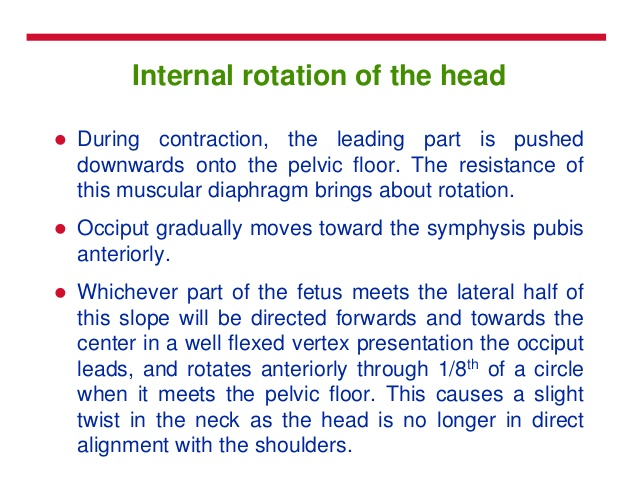 Internal rotation of the head
● During contraction, the leading part is pushed
downwards onto the pelvic floor. The resistance of
this muscular diaphragm brings about rotation.
● Occiput gradually moves toward the symphysis pubis
anteriorly.
● Whichever part of the fetus meets the lateral half of
this slope will be directed forwards and towards the
center in a well flexed vertex presentation the occiput
leads, and rotates anteriorly through 1/8th of a circle
when it meets the pelvic floor. This causes a slight
twist in the neck as the head is no longer in direct
alignment with the shoulders.